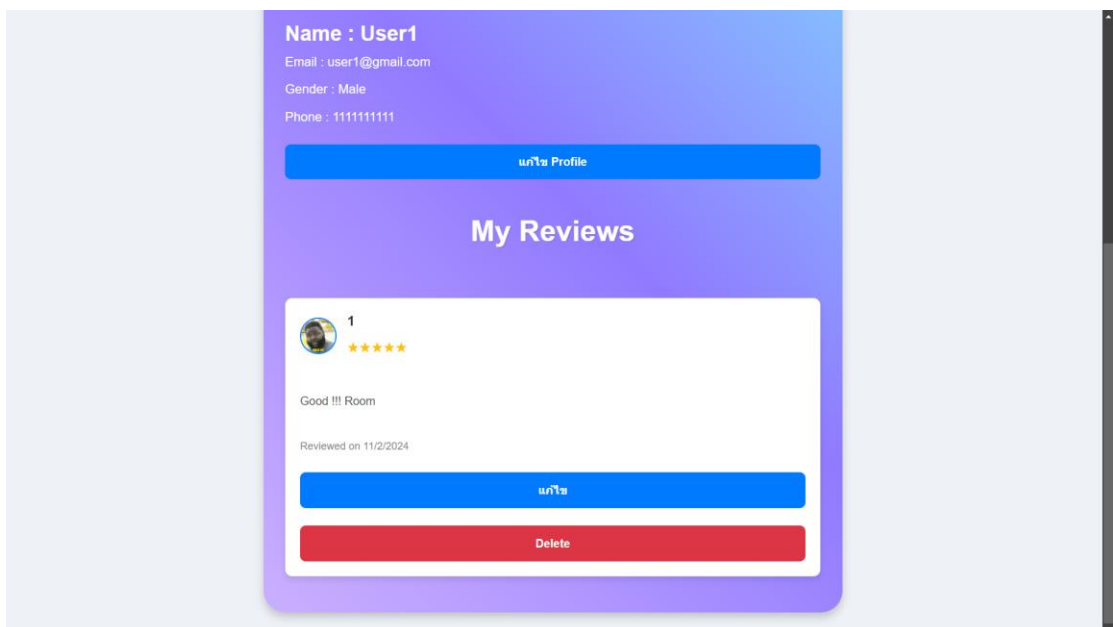 Name : User1
Email : user1@gmail.com
Gender : Male
Phone : 1111111111
แก้ไข Profile
My Reviews
1
★★★★★
Good !!! Room
Reviewed on 11/2/2024
แก้ไข
Delete